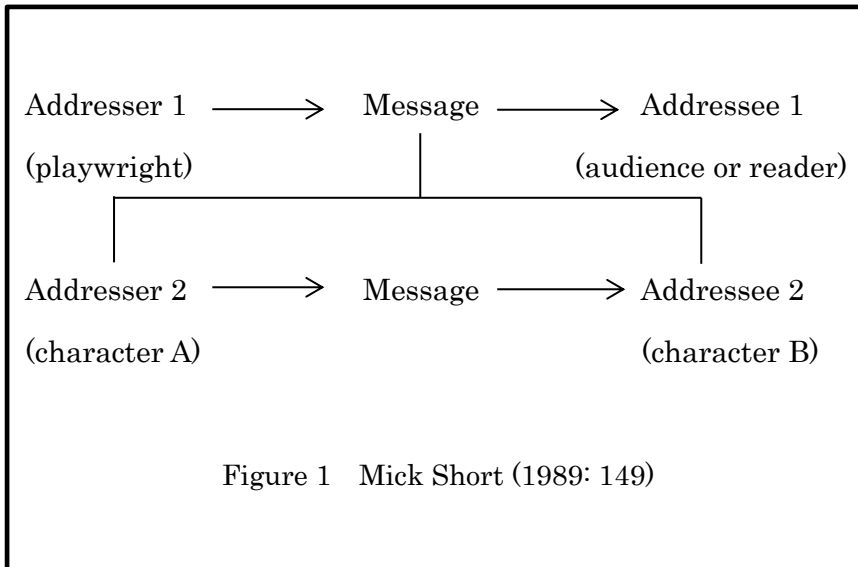 Addresser 1 Message Addressee 1
(playwright) (audience or reader)
Addresser 2 Message Addressee 2
(character A) (character B)
Figure 1 Mick Short (1989: 149)